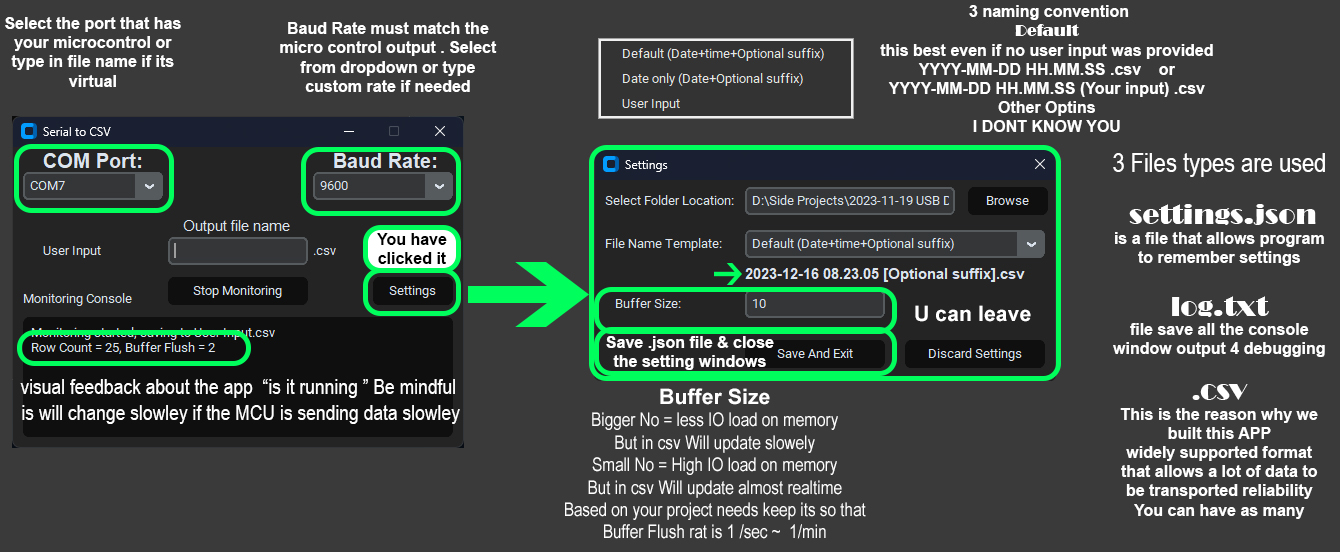 Select the port that has
your microcontrol or
type in file name if its
virtual
Baud Rate must match the
micro control output . Select
from dropdown or type
custom rate if needed
Serial to CSV
COM Port:
COM7
Baud Rate:
9600
Output file name
User Input
.csv
You have
clicked it
Stop Monitoring
Settings
Monitoring Console
Monitoring started, saving to User Input.csv
Row Count = 25, Buffer Flush = 2
visual feedback about the app “is it running ” Be mindful
is will change slowley if the MCU is sending data slowley
Default (Date+time+Optional suffix)
Date only (Date+Optional suffix)
User Input
Settings
Select Folder Location:
D:\Side Projects\2023-11-19 USB D
Browse
File Name Template:
Default (Date+time+Optional suffix)
2023-12-16 08.23.05 [Optional suffix].csv
Buffer Size:
10
U can leave
Save .json file & close
the setting windows
Save And Exit
Discard Settings
Buffer Size
Bigger No = less IO load on memory
But in csv Will update slowely
Small No = High IO load on memory
But in csv Will update almost realtime
Based on your project needs keep its so that
Buffer Flush rat is 1 /sec ~ 1/min
3 naming convention
Default
this best even if no user input was provided
YYYY-MM-DD HH.MM.SS .csv or
YYYY-MM-DD HH.MM.SS (Your input) .csv
Other Optins
I DONT KNOW YOU
3 Files types are used
settings.json
is a file that allows program
to remember settings
log.txt
file save all the console
window output 4 debugging
.csv
This is the reason why we
built this APP
widely supported format
that allows a lot of data to
be transported reliability
You can have as many